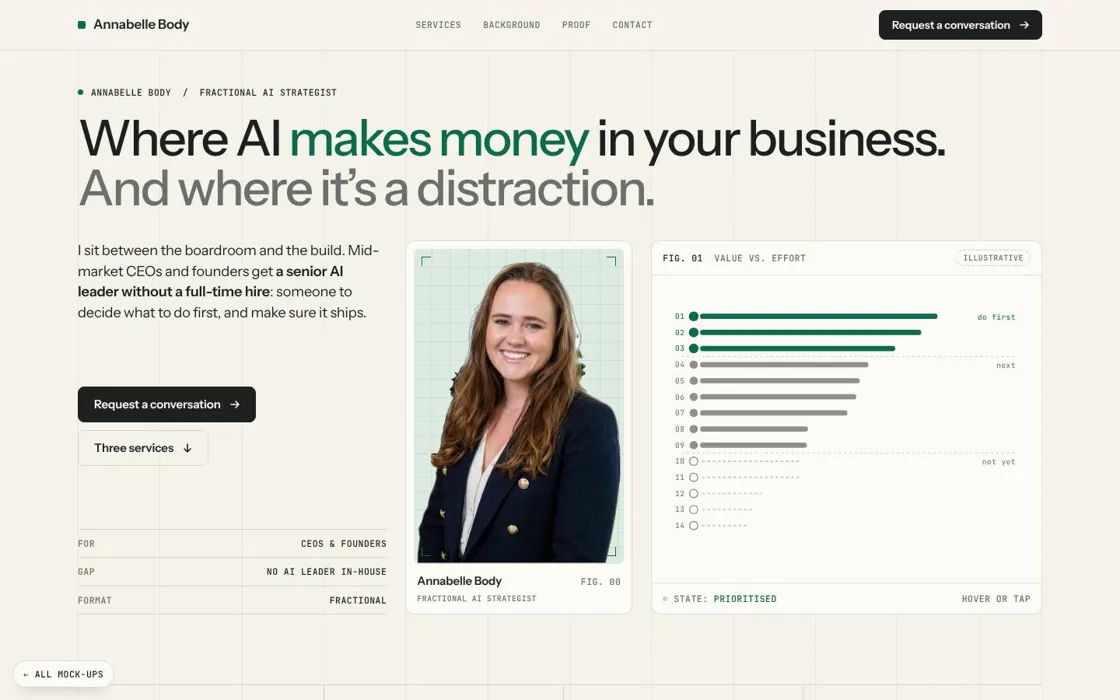 Annabelle Body
SERVICES BACKGROUND PROOF CONTACT
Request a conversation →
ANNABELLE BODY / FRACTIONAL AI STRATEGIST
Where AI makes money in your business.
And where it's a distraction.
I sit between the boardroom and the build. Mid-
market CEOs and founders get a senior AI
leader without a full-time hire: someone to
decide what to do first, and make sure it ships.
Request a conversation →
Three services ↓
FOR CEOS & FOUNDERS
GAP NO AI LEADER IN-HOUSE
FORMAT FRACTIONAL
Annabelle Body FIG. 00
FRACTIONAL AI STRATEGIST
FIG. 01 VALUE VS. EFFORT ILLUSTRATIVE
01 do first
02
03
04 next
05
06
07
08
09
10 not yet
11
12
13
14
STATE: PRIORITISED HOVER OR TAP
← ALL MOCK-UPS